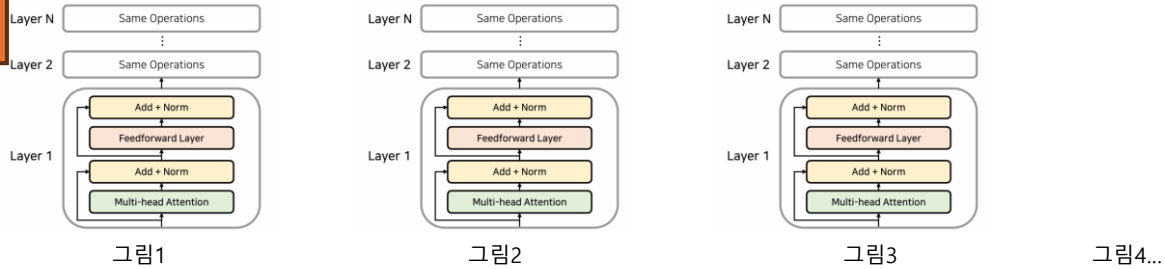 Layer N Same Operations
Layer 2 Same Operations
Layer 1
Add + Norm
Feedforward Layer
Add + Norm
Multi-head Attention
그림1
Layer N Same Operations
Layer 2 Same Operations
Layer 1
Add + Norm
Feedforward Layer
Add + Norm
Multi-head Attention
그림2
Layer N Same Operations
Layer 2 Same Operations
Layer 1
Add + Norm
Feedforward Layer
Add + Norm
Multi-head Attention
그림3
그림4...